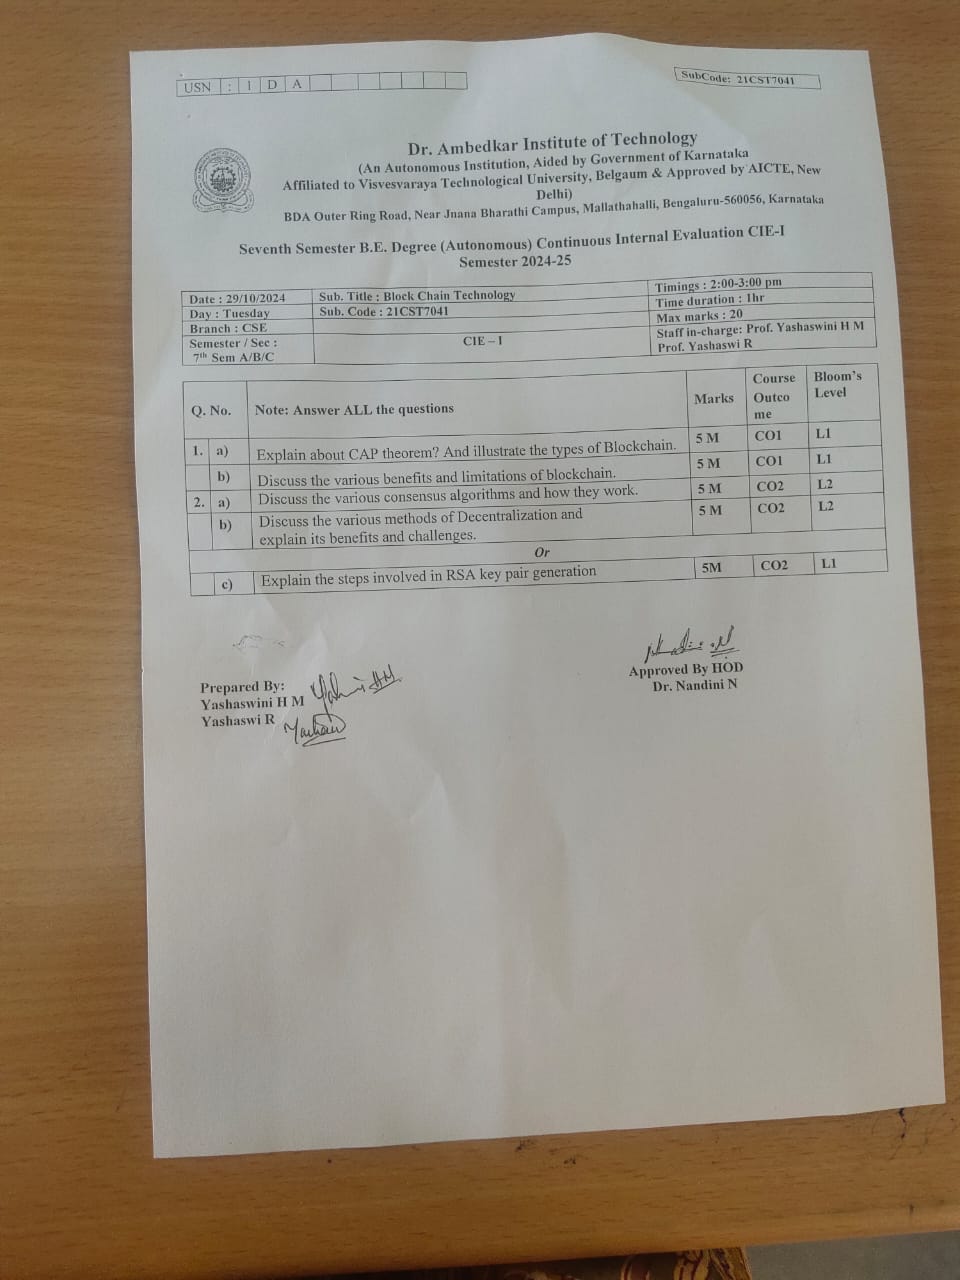 USN : 1 D A
SubCode: 21CST7041
Dr. Ambedkar Institute of Technology
(An Autonomous Institution, Aided by Government of Karnataka
Affiliated to Visvesvaraya Technological University, Belgaum & Approved by AICTE, New
Delhi)
BDA Outer Ring Road, Near Jnana Bharathi Campus, Mallathahalli, Bengaluru-560056, Karnataka
Seventh Semester B.E. Degree (Autonomous) Continuous Internal Evaluation CIE-I
Semester 2024-25
Date : 29/10/2024 Sub. Title : Block Chain Technology Timings : 2:00-3:00 pm
Day : Tuesday Sub. Code : 21CST7041 Time duration : 1hr
Branch : CSE Max marks : 20
Semester / Sec : CIE – I Staff in-charge: Prof. Yashaswini H M
7th Sem A/B/C Prof. Yashaswi R
Q. No. Note: Answer ALL the questions Marks Course Outco me Bloom's Level
1. a) Explain about CAP theorem? And illustrate the types of Blockchain. 5 M CO1 L1
b) Discuss the various benefits and limitations of blockchain. 5 M CO1 L1
2. a) Discuss the various consensus algorithms and how they work. 5 M CO2 L2
b) Discuss the various methods of Decentralization and 5 M CO2 L2
explain its benefits and challenges.
Or
c) Explain the steps involved in RSA key pair generation 5M CO2 L1
Prepared By:
Yashaswini H M
Yashaswi R
Approved By HOD
Dr. Nandini N